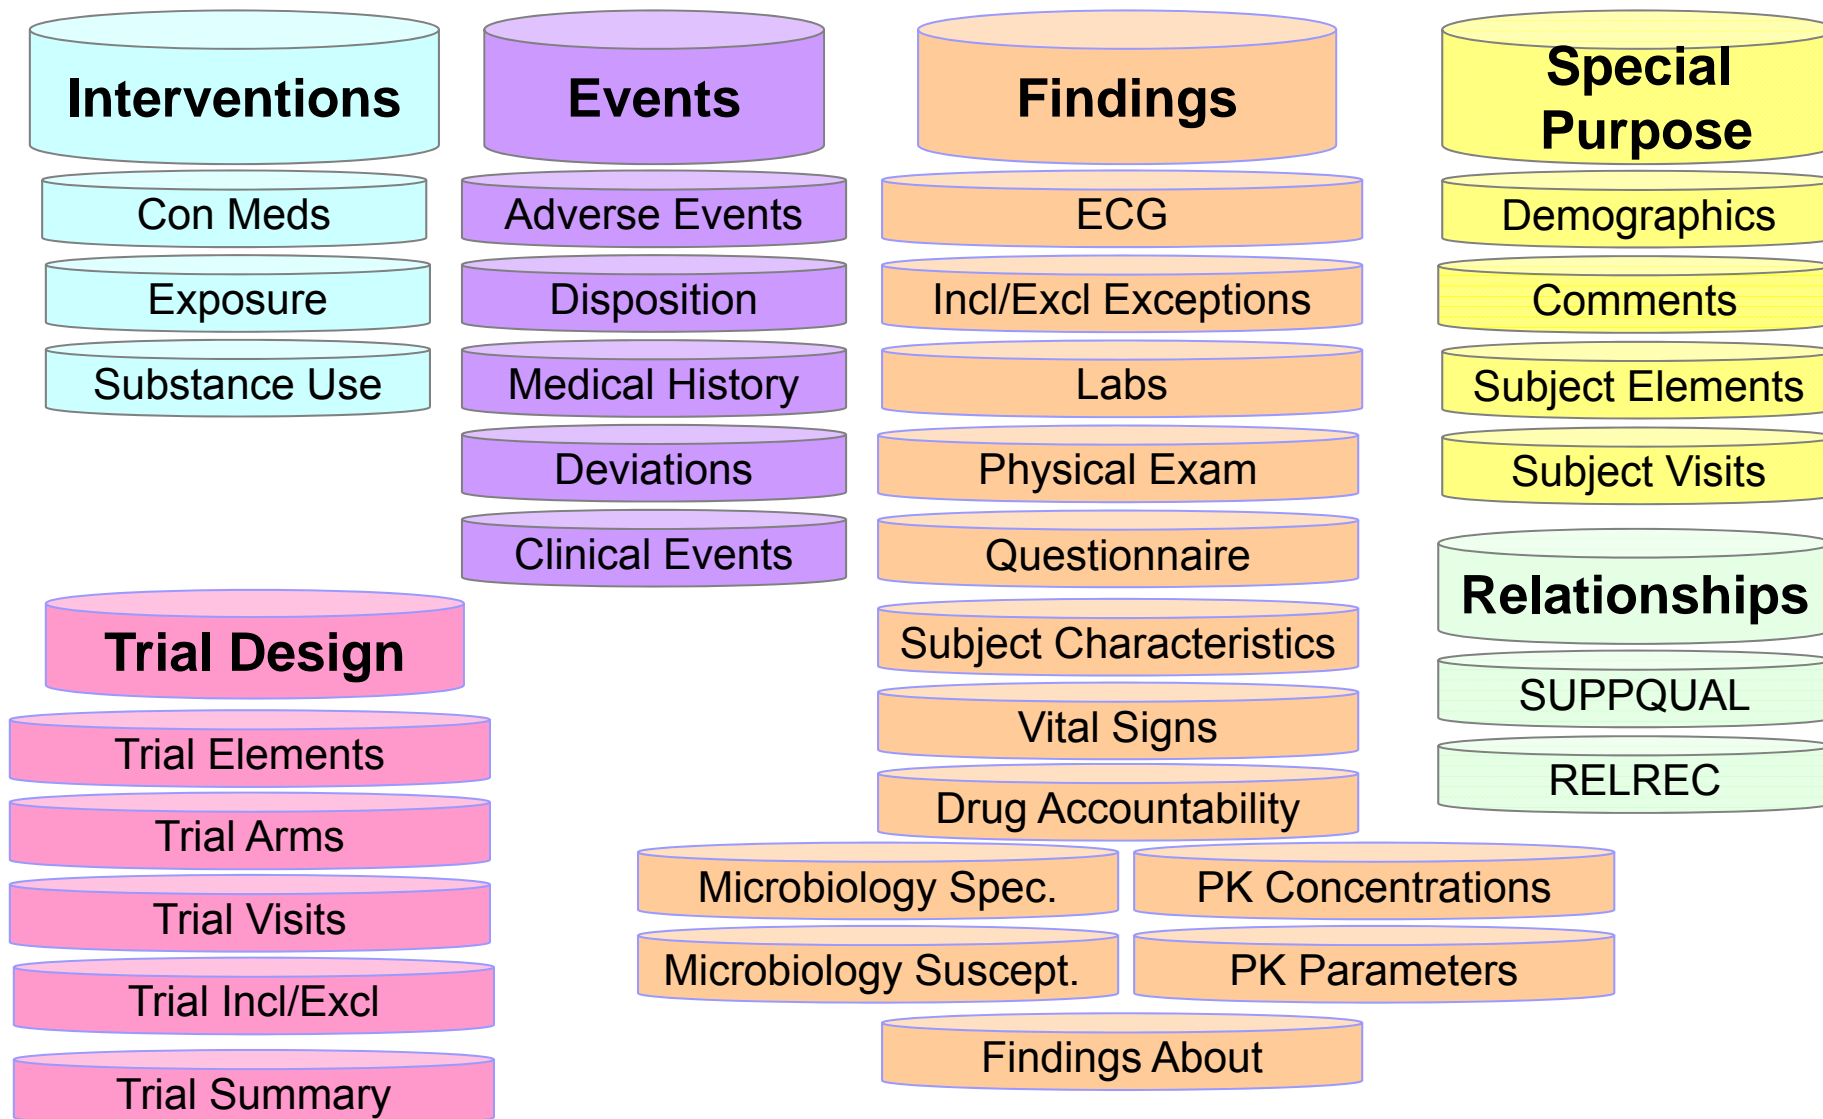 Interventions
Con Meds
Exposure
Substance Use
Events
Adverse Events
Disposition
Medical History
Deviations
Clinical Events
Findings
ECG
Incl/Excl Exceptions
Labs
Physical Exam
Questionnaire
Subject Characteristics
Vital Signs
Drug Accountability
Microbiology Spec.
PK Concentrations
Microbiology Suscept.
PK Parameters
Findings About
Special
Purpose
Demographics
Comments
Subject Elements
Subject Visits
Relationships
SUPPQUAL
RELREC
Trial Design
Trial Elements
Trial Arms
Trial Visits
Trial Incl/Excl
Trial Summary